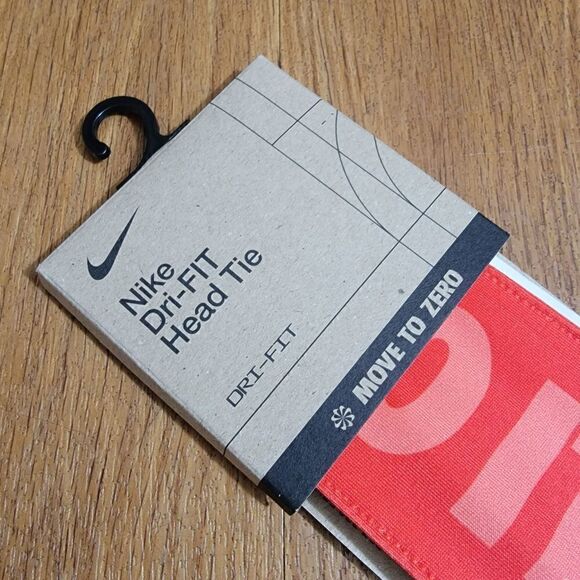 Nike
Dri-FIT
Head Tie
DRI-FIT
MOVE TO ZERO